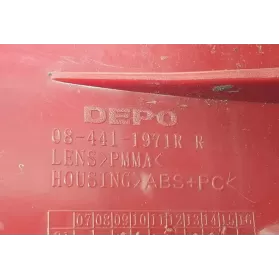 DEPO
08-441-1971R R
LENS>PMMA<
HOUSING>ABS+PC<
07 08 09 10 11 12 13 14 15 16